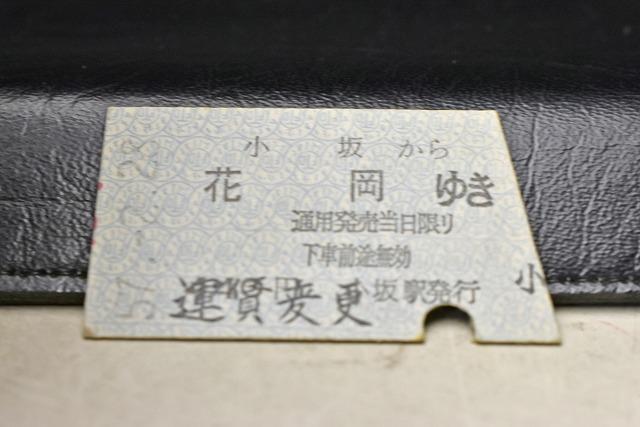 小坂から
花岡ゆき
通用発売当日限り
下車前途無効
運賃変更 坂駅発行
小